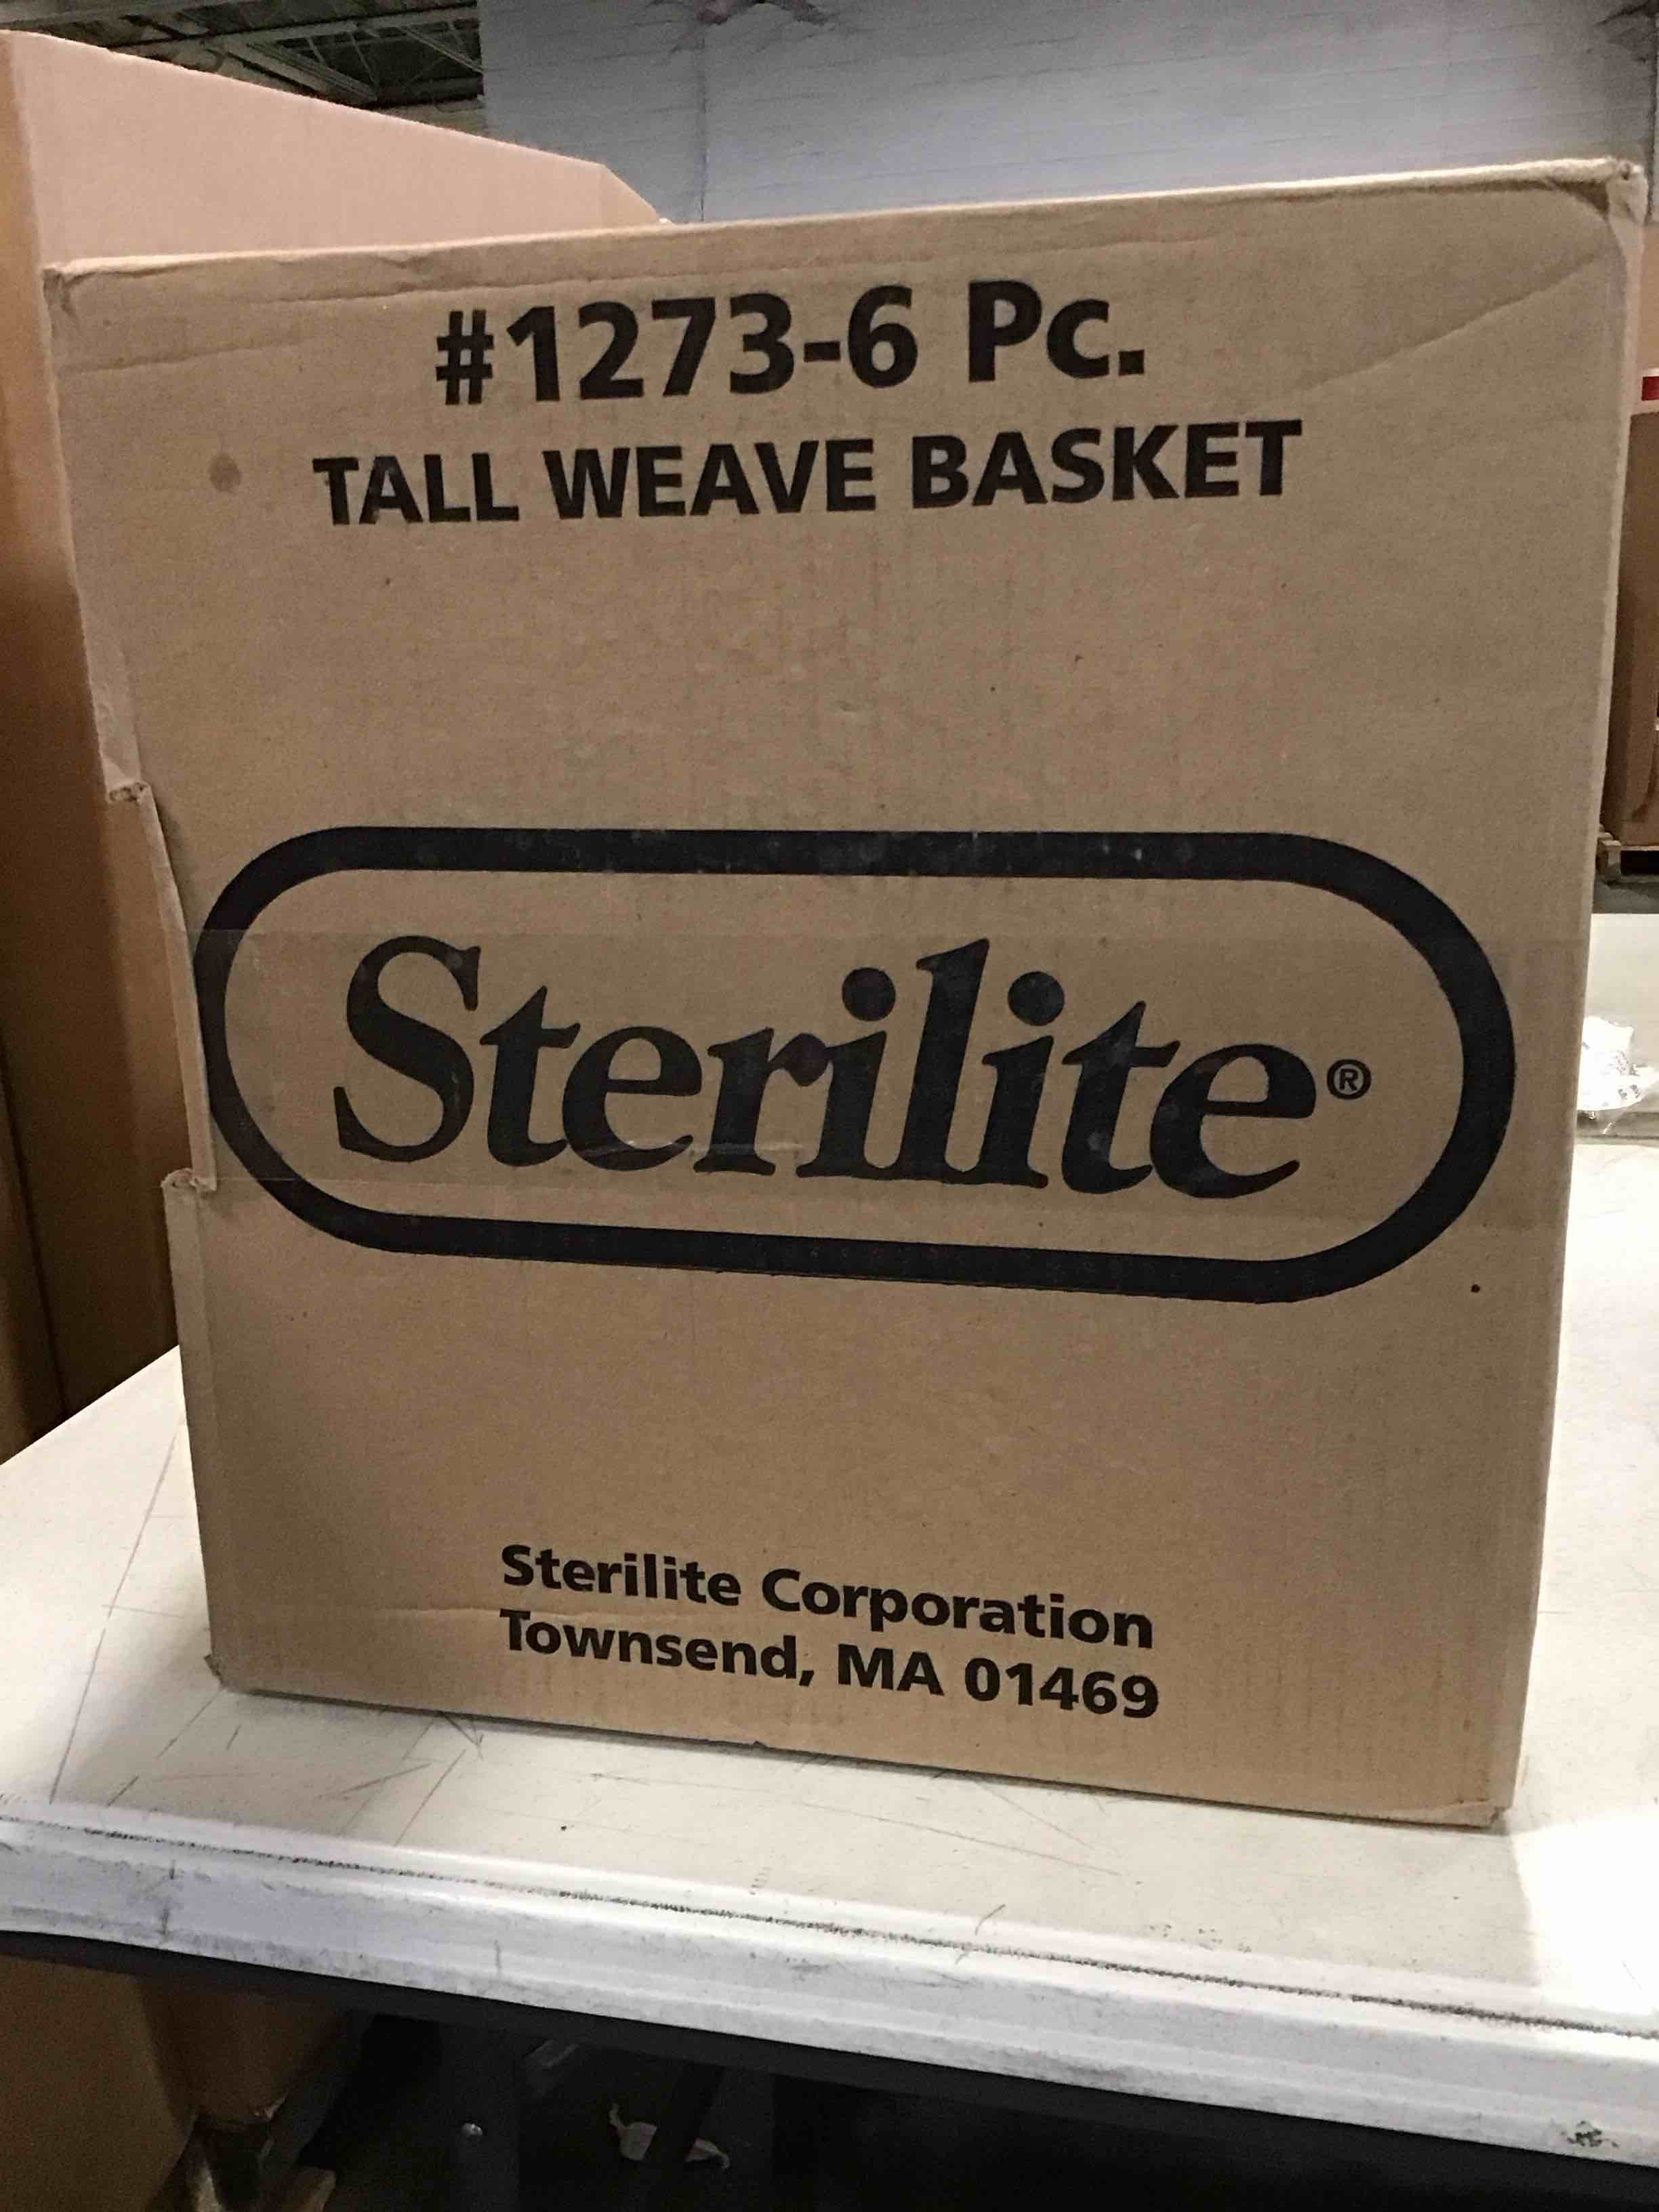 #1273-6 Pc.
TALL WEAVE BASKET
Sterilite®
Sterilite Corporation
Townsend, MA 01469